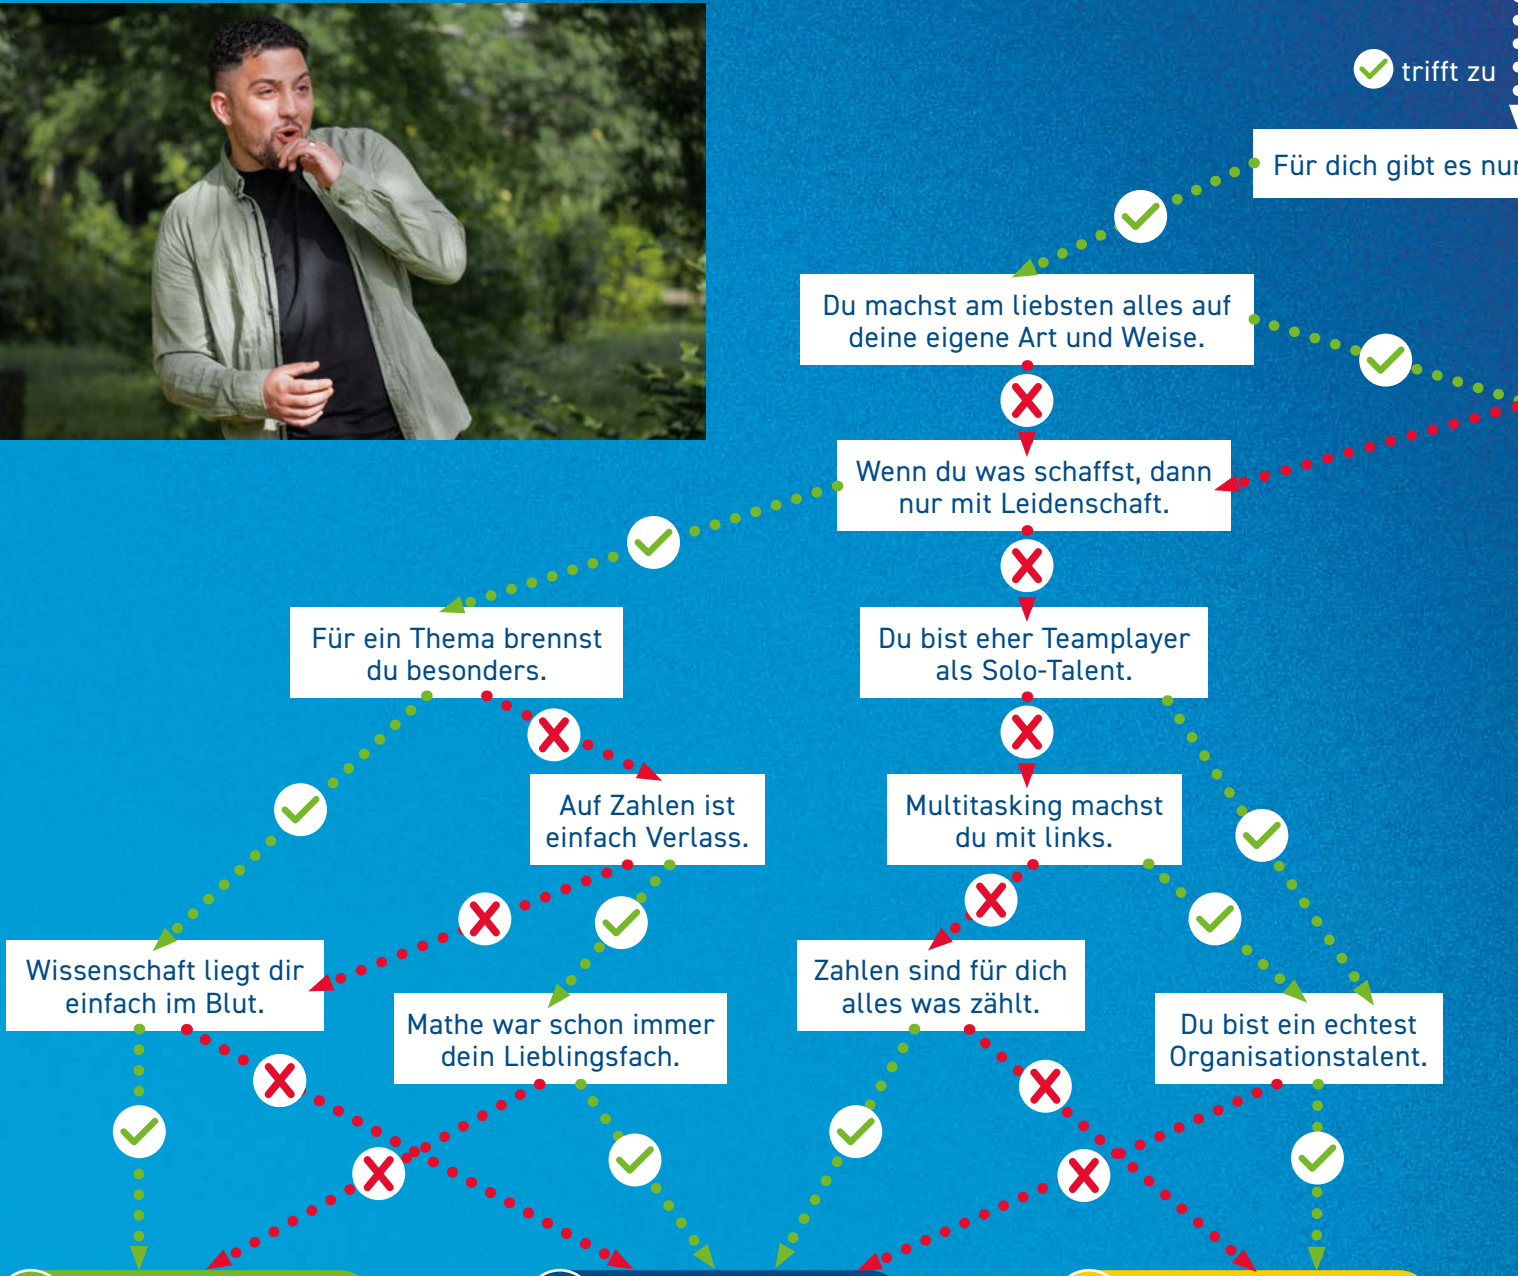 trifft zu
Für dich gibt es nur
Du machst am liebsten alles auf
deine eigene Art und Weise.
Wenn du was schaffst, dann
nur mit Leidenschaft.
Für ein Thema brennst
du besonders.
Du bist eher Teamplayer
als Solo-Talent.
Auf Zahlen ist
einfach Verlass.
Multitasking machst
du mit links.
Wissenschaft liegt dir
einfach im Blut.
Zahlen sind für dich
alles was zählt.
Mathe war schon immer
dein Lieblingsfach.
Du bist ein echtest
Organisationstalent.